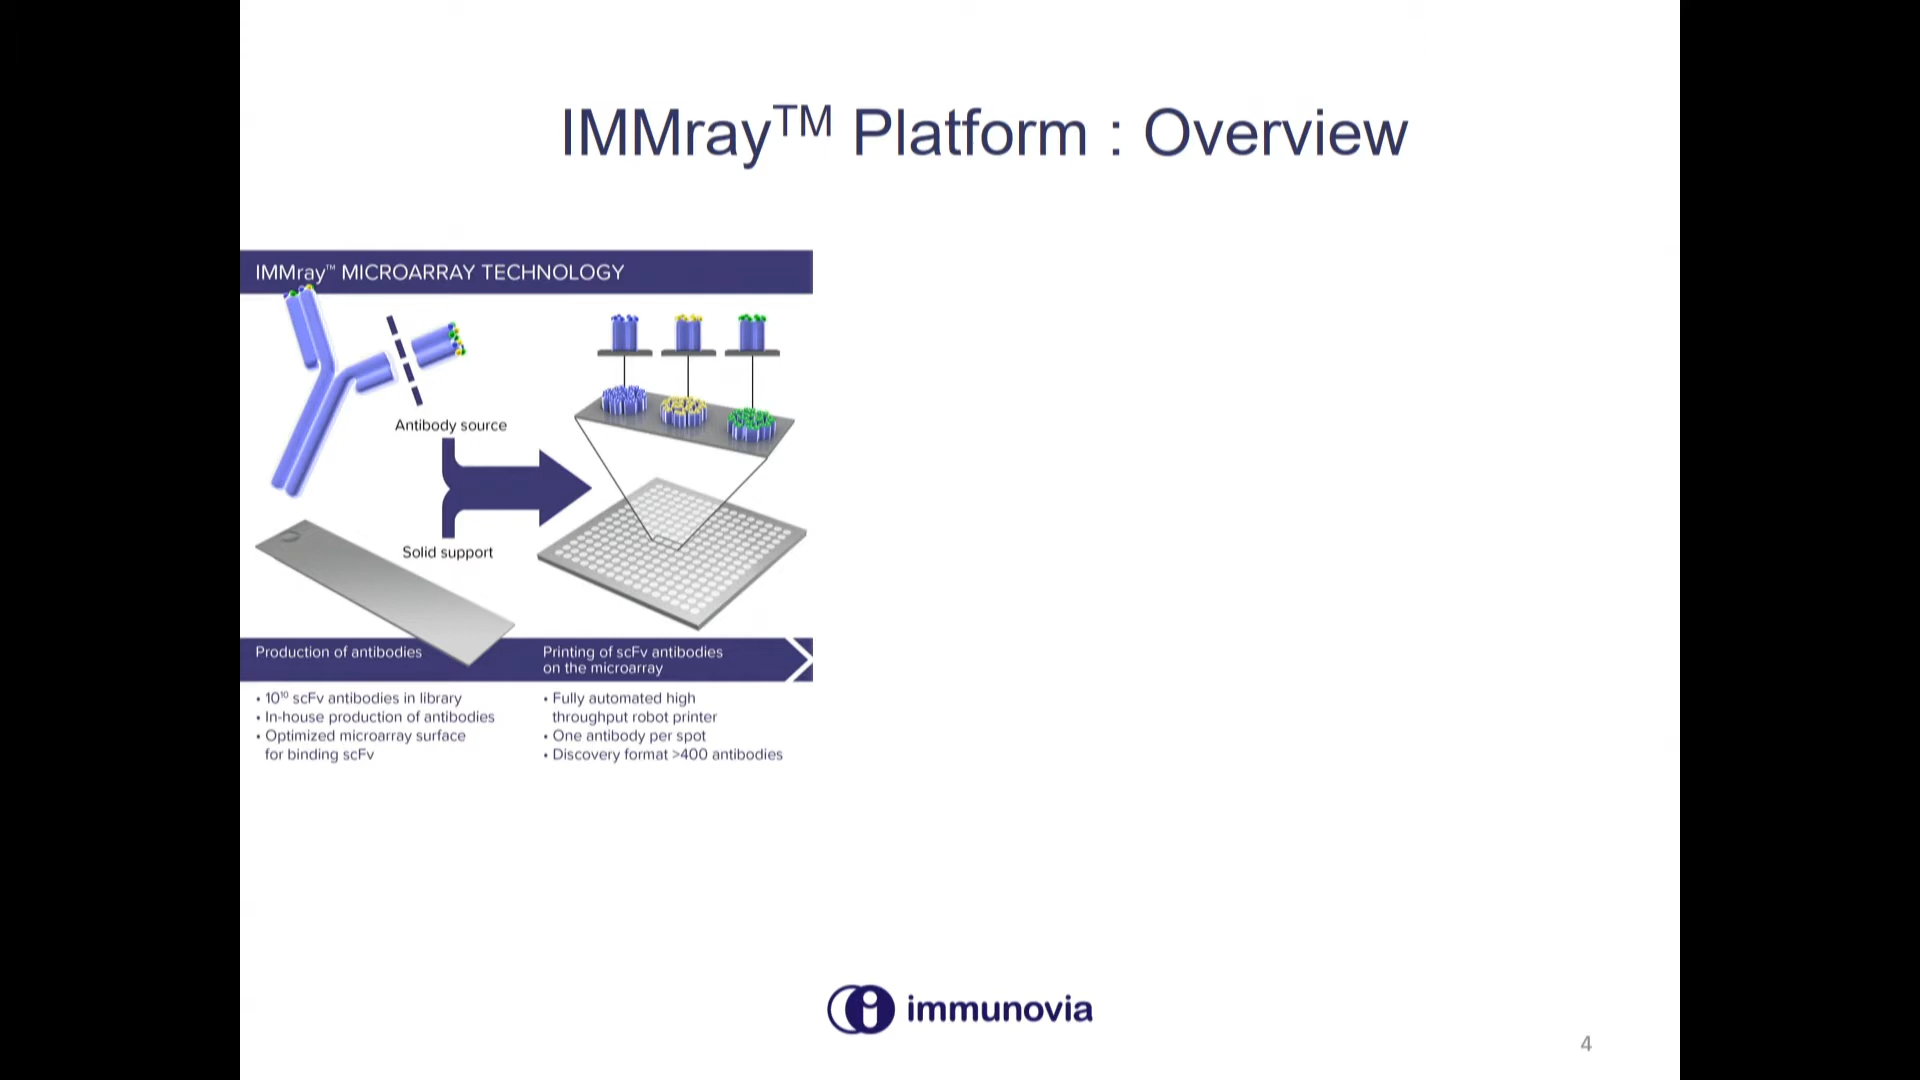 IMMray™ Platform : Overview
IMMray™ MICROARRAY TECHNOLOGY
Antibody source
Solid support
Production of antibodies
• 10¹⁰ scFv antibodies in library
• In-house production of antibodies
• Optimized microarray surface
for binding scFv
Printing of scFv antibodies
on the microarray
• Fully automated high
throughput robot printer
• One antibody per spot
• Discovery format >400 antibodies
immunovia
4